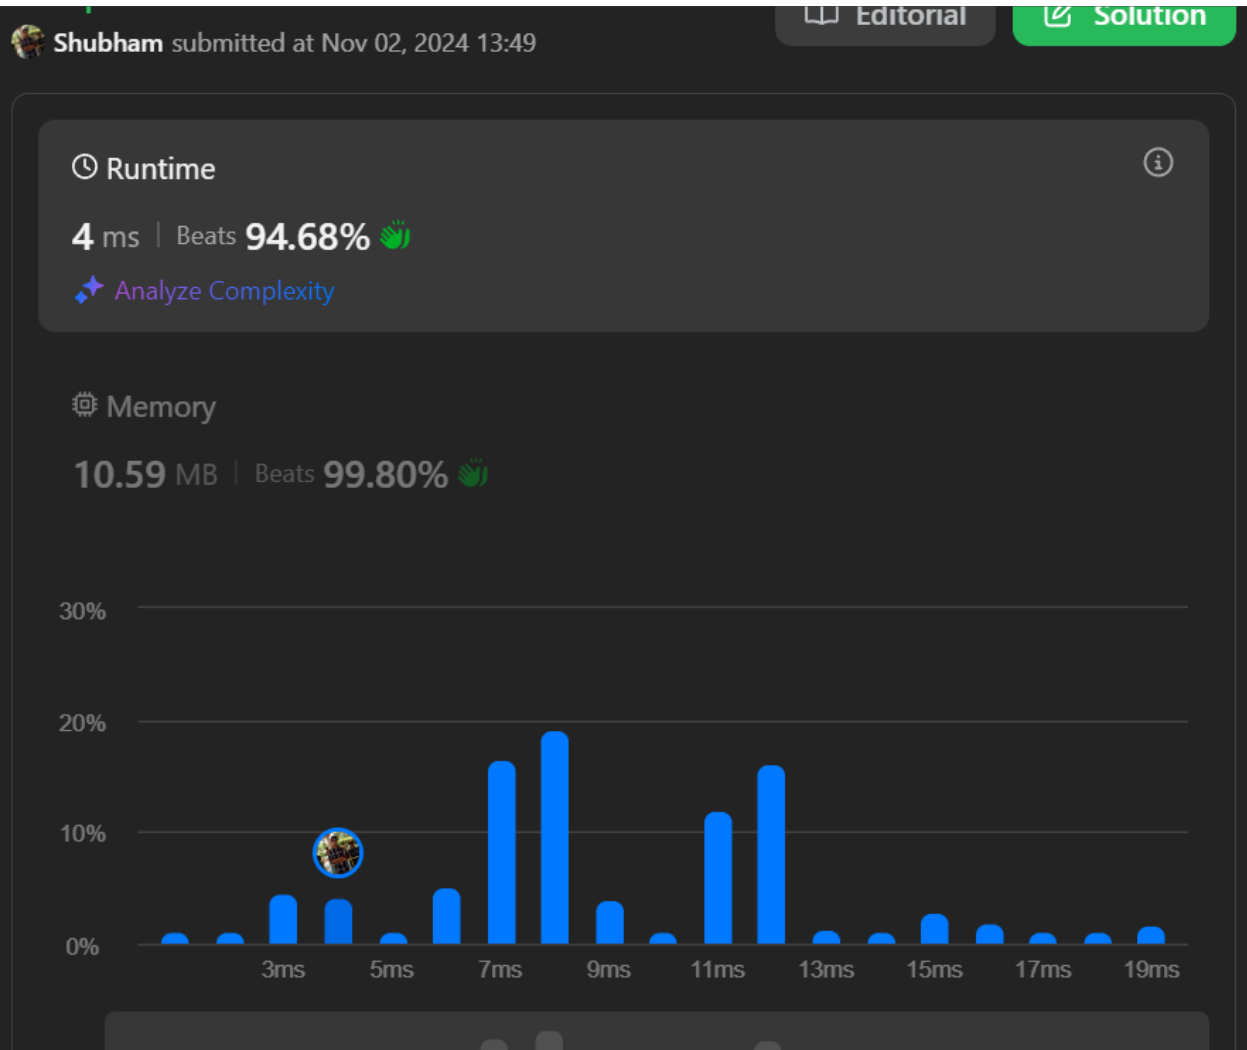 Editorial
Solution
Shubham submitted at Nov 02, 2024 13:49
Runtime
4 ms | Beats 94.68%
Analyze Complexity
Memory
10.59 MB | Beats 99.80%
30%
20%
10%
0%
3ms 5ms 7ms 9ms 11ms 13ms 15ms 17ms 19ms